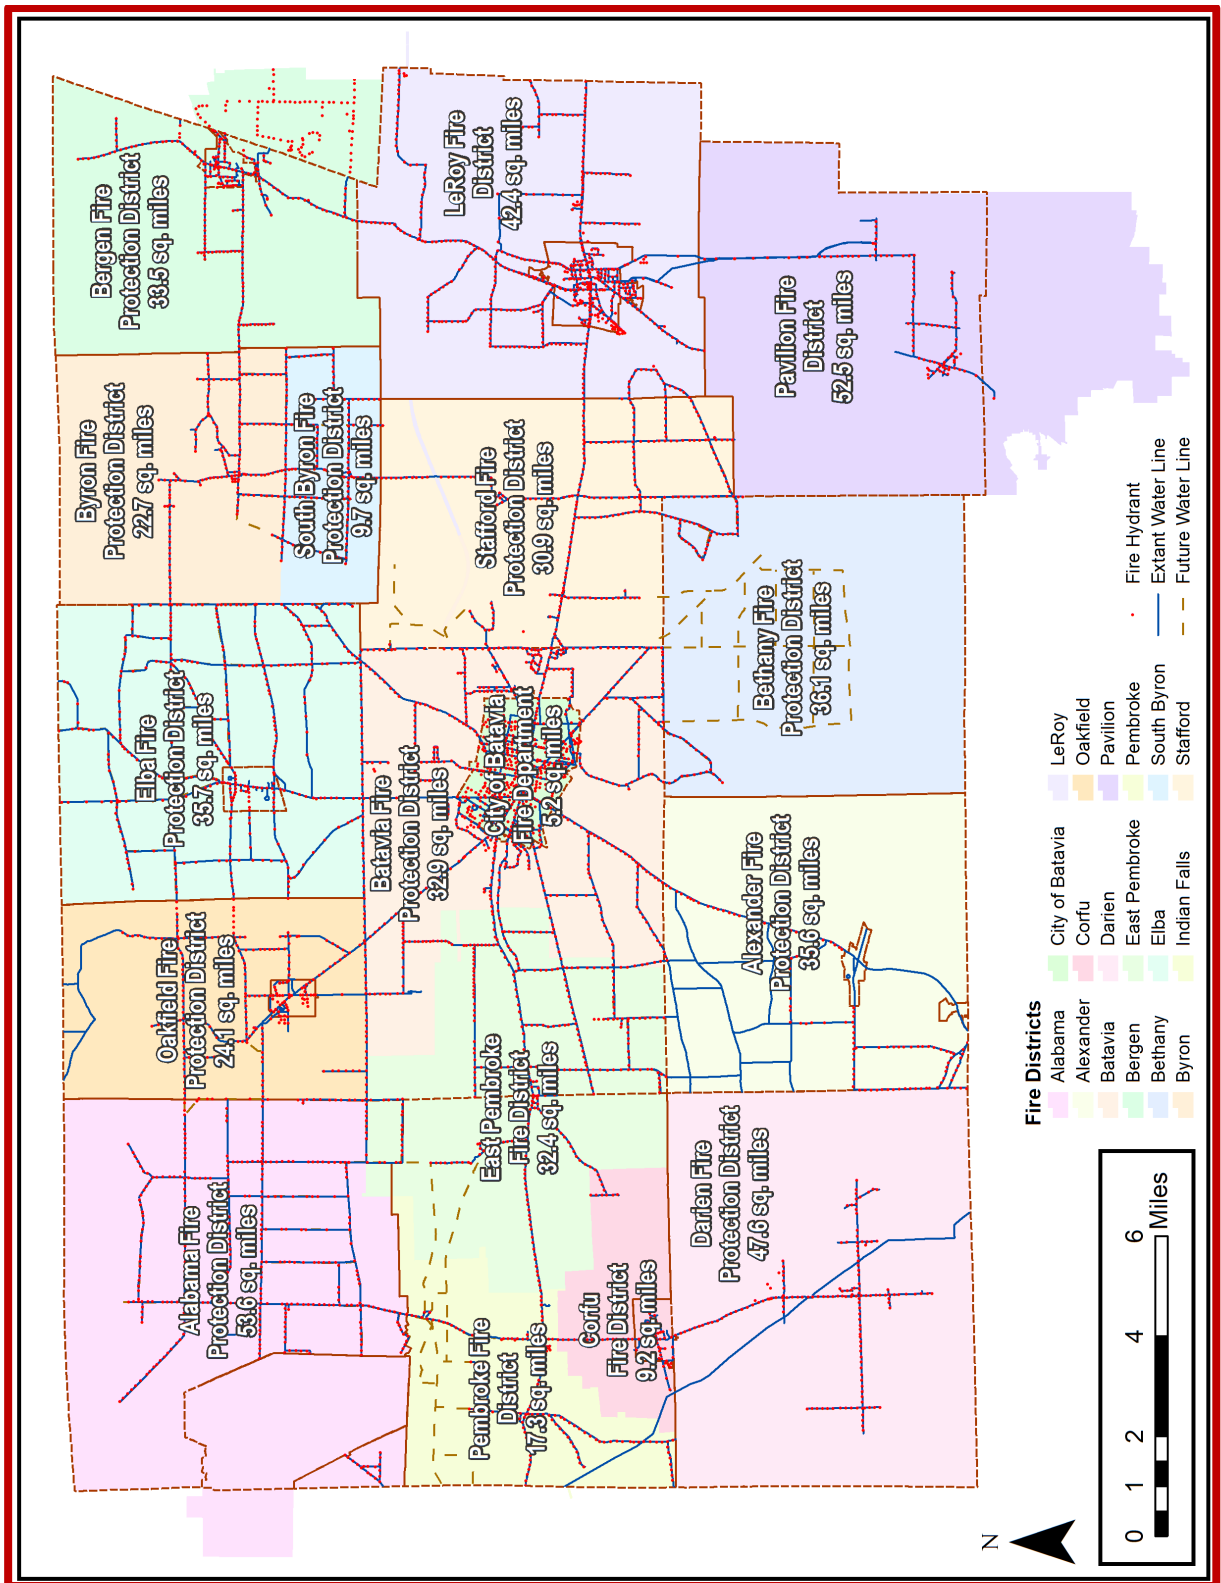 Alabama Fire
Protection District
53.6 sq. miles
Oakfield Fire
Protection District
24.1 sq. miles
Elba Fire
Protection District
35.7 sq. miles
Byron Fire
Protection District
22.7 sq. miles
Bergen Fire
Protection District
33.5 sq. miles
South Byron Fire
Protection District
9.7 sq. miles
Batavia Fire
Protection District
32.9 sq. miles
LeRoy Fire
District
42.4 sq. miles
Stafford Fire
Protection District
30.9 sq. miles
City of Batavia
Fire Department
5.2 sq. miles
East Pembroke
Fire District
32.4 sq. miles
Pembroke Fire
District
17.3 sq. miles
Corfu
Fire District
9.2 sq. miles
Darien Fire
Protection District
47.6 sq. miles
Alexander Fire
Protection District
35.6 sq. miles
Bethany Fire
Protection District
36.1 sq. miles
Pavilion Fire
District
52.5 sq. miles
N
0 1 2 4 6
Miles
Fire Districts
Alabama
Alexander
Batavia
Bergen
Bethany
Byron
City of Batavia
Corfu
Darien
East Pembroke
Elba
Indian Falls
LeRoy
Oakfield
Pavilion
Pembroke
South Byron
Stafford
Fire Hydrant
Extant Water Line
Future Water Line